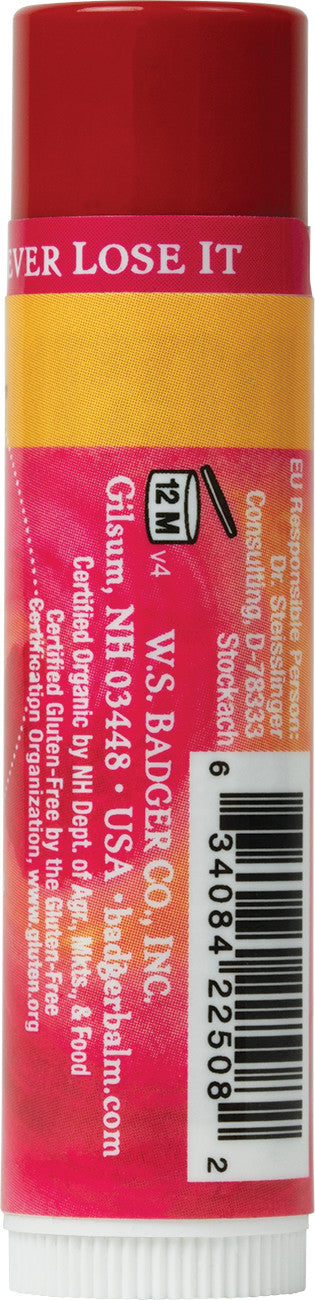 EVER LOSE IT
EU Responsible Person:
Dr. Steissinger
Consulting, D-78333
Stockach
12 M
V4
W.S. BADGER CO., INC.
Gilsum, NH 03448 • USA • badgerbalm.com
Certified Organic by NH Dept. of Agr., Mkts., & Food
Certified Gluten-Free by the Gluten-Free
Certification Organization, www.gluten.org
6 34084 22508 2